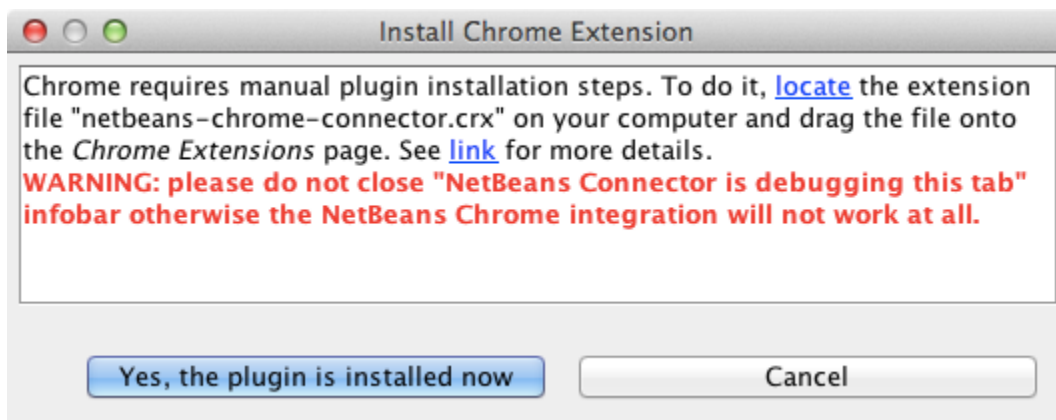 Install Chrome Extension
Chrome requires manual plugin installation steps. To do it, locate the extension
file "netbeans-chrome-connector.crx" on your computer and drag the file onto
the Chrome Extensions page. See link for more details.
WARNING: please do not close "NetBeans Connector is debugging this tab"
infobar otherwise the NetBeans Chrome integration will not work at all.
Yes, the plugin is installed now
Cancel